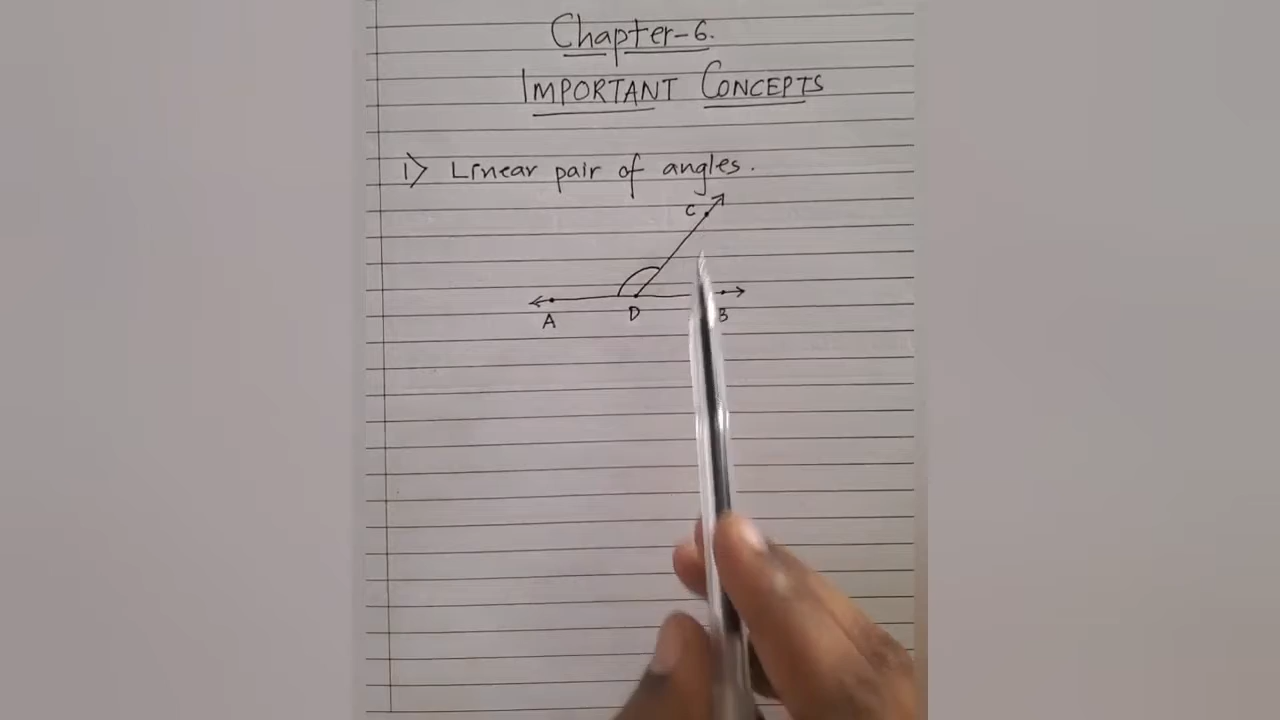 Chapter-6.
IMPORTANT CONCEPTS
1> Linear pair of angles.
C
A D B